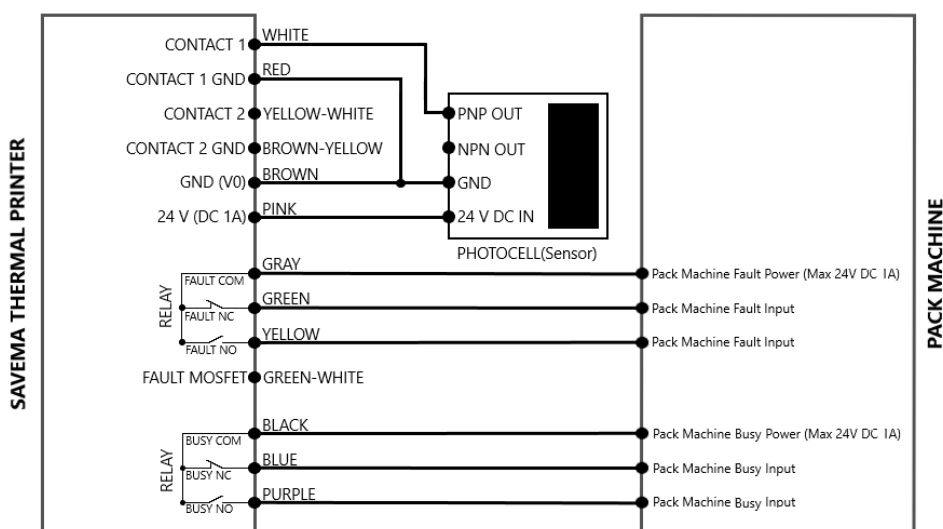 SAVEMA THERMAL PRINTER
CONTACT 1 WHITE
CONTACT 1 GND RED
CONTACT 2 YELLOW-WHITE
CONTACT 2 GND BROWN-YELLOW
GND (V0) BROWN
24 V (DC 1A) PINK
PNP OUT
NPN OUT
GND
24 V DC IN
PHOTOCELL(Sensor)
RELAY
FAULT COM GRAY Pack Machine Fault Power (Max 24V DC 1A)
FAULT NC GREEN Pack Machine Fault Input
FAULT NO YELLOW Pack Machine Fault Input
FAULT MOSFET GREEN-WHITE
RELAY
BUSY COM BLACK Pack Machine Busy Power (Max 24V DC 1A)
BUSY NC BLUE Pack Machine Busy Input
BUSY NO PURPLE Pack Machine Busy Input
PACK MACHINE